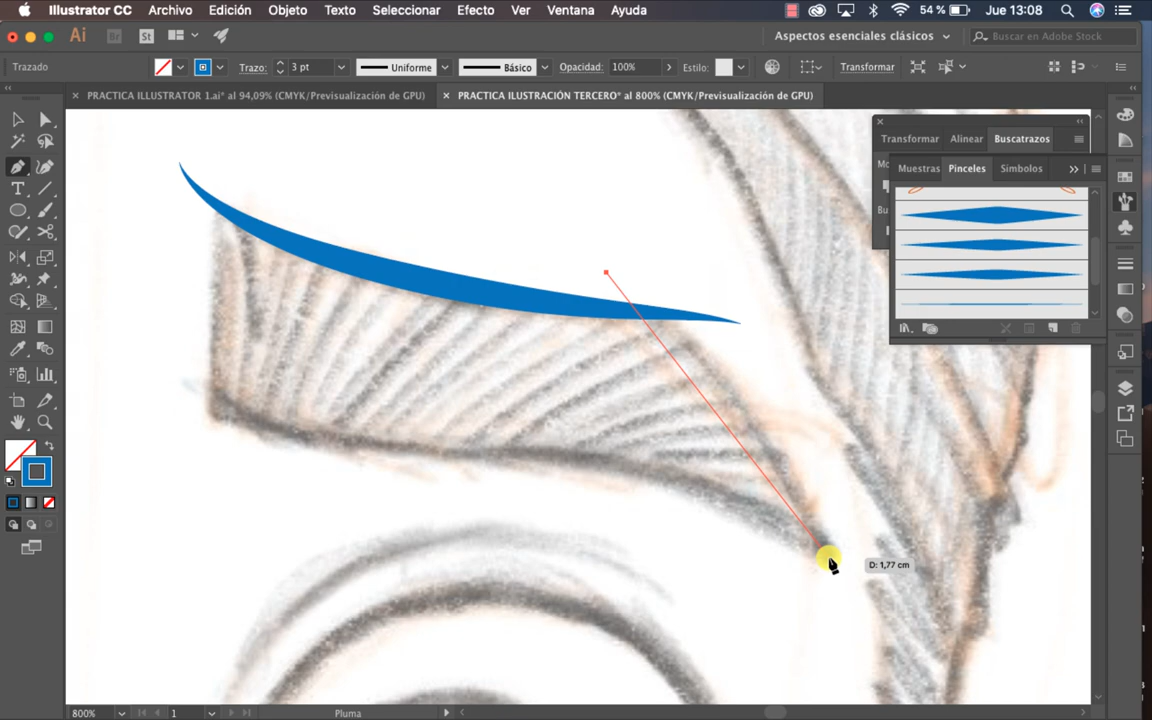 Illustrator CC Archivo Edición Objeto Texto Seleccionar Efecto Ver Ventana Ayuda 54 % Jue 13:08
Ai Br St Aspectos esenciales clásicos Buscar en Adobe Stock
Trazado Trazo: 3 pt Uniforme Básico Opacidad: 100% Estilo: Transformar
PRACTICA ILLUSTRATOR 1.ai* al 94,09% (CMYK/Previsualización de GPU) PRACTICA ILUSTRACIÓN TERCERO* al 800% (CMYK/Previsualización de GPU)
Transformar Alinear Buscatrazos
Mo
Muestras Pinceles Símbolos
Bu
D: 1,77 cm
800% 1 Pluma